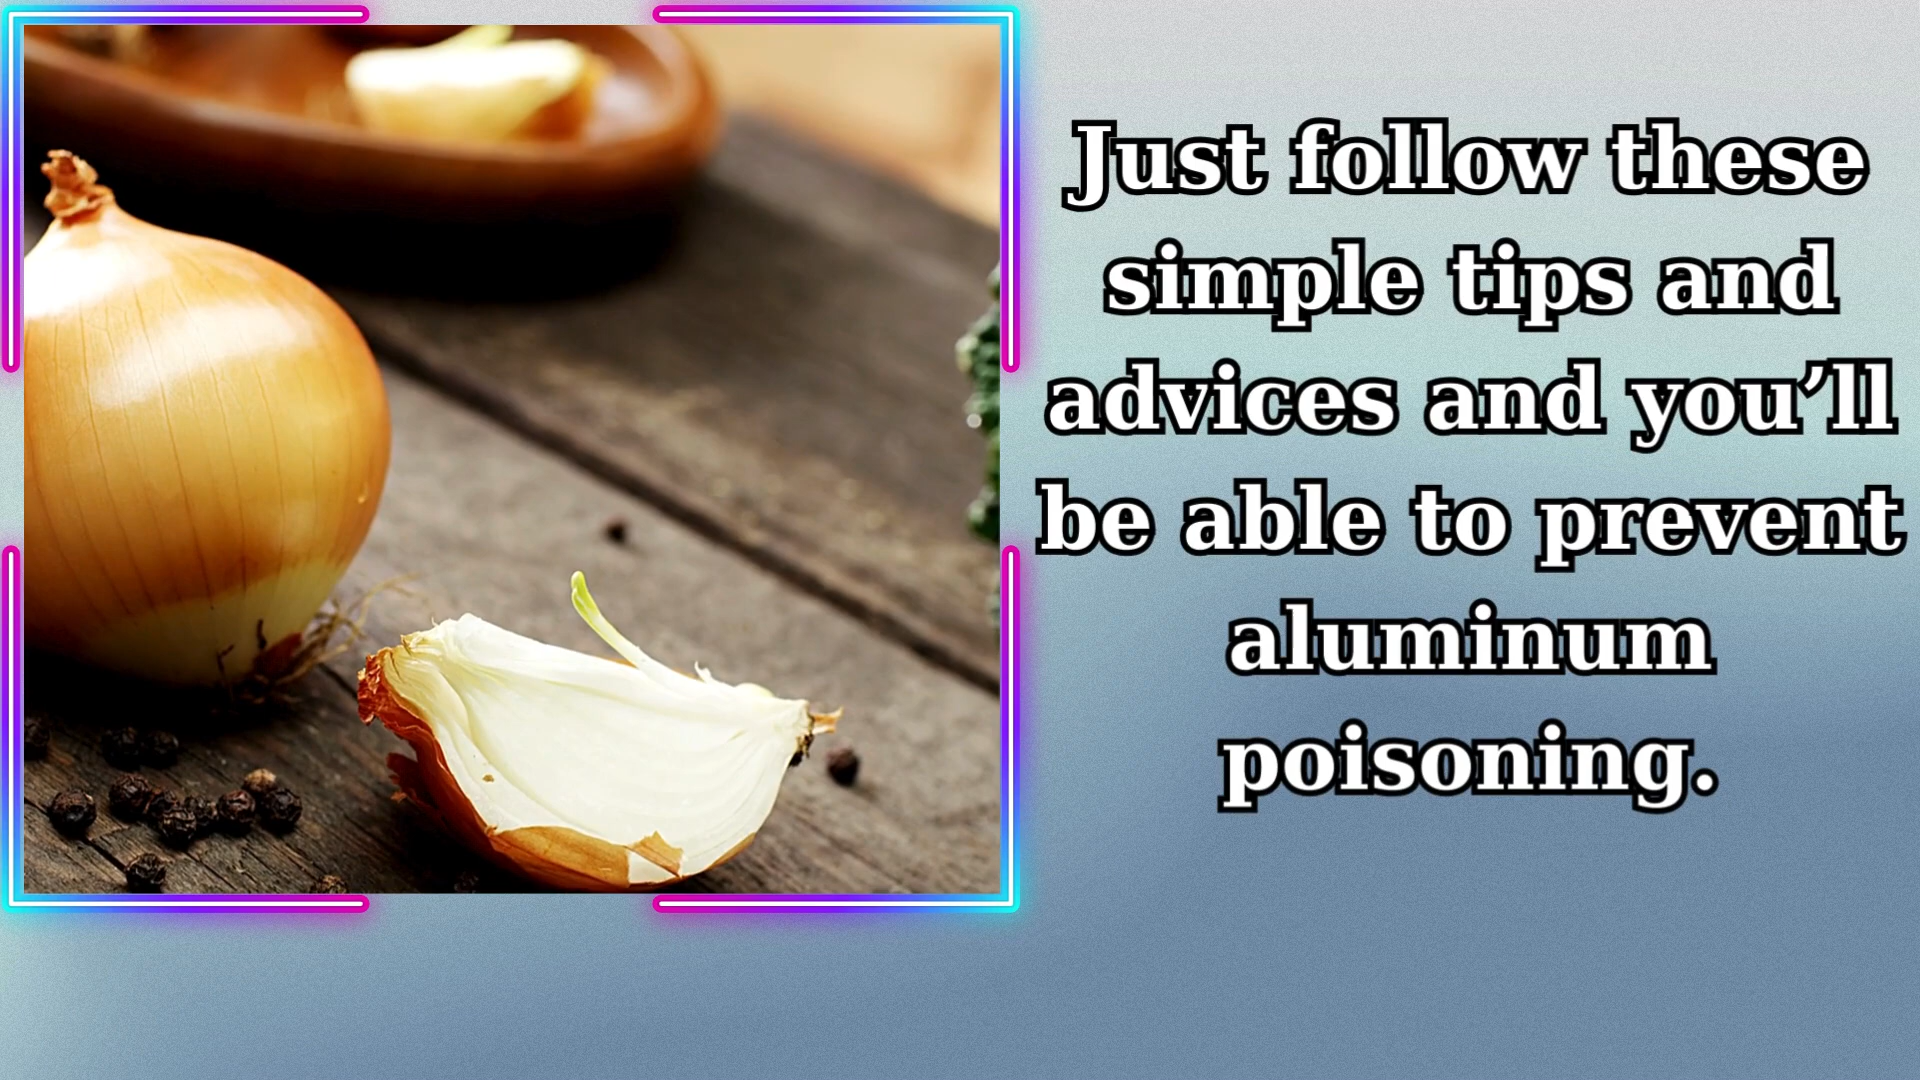 Just follow these
simple tips and
advices and you’ll
be able to prevent
aluminum
poisoning.